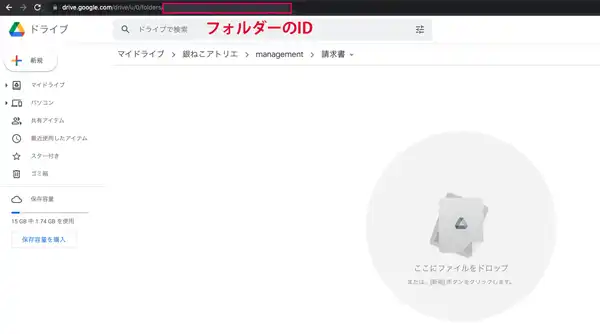 drive.google.com/drive/u/0/folders/
ドライブ
ドライブで検索
フォルダーのID
新規
マイドライブ > 銀ねこアトリエ > management > 請求書
マイドライブ
パソコン
共有アイテム
最近使用したアイテム
スター付き
ゴミ箱
保存容量
15 GB 中 1.74 GB を使用
保存容量を購入
ここにファイルをドロップ
または、[新規] ボタンをクリックします。